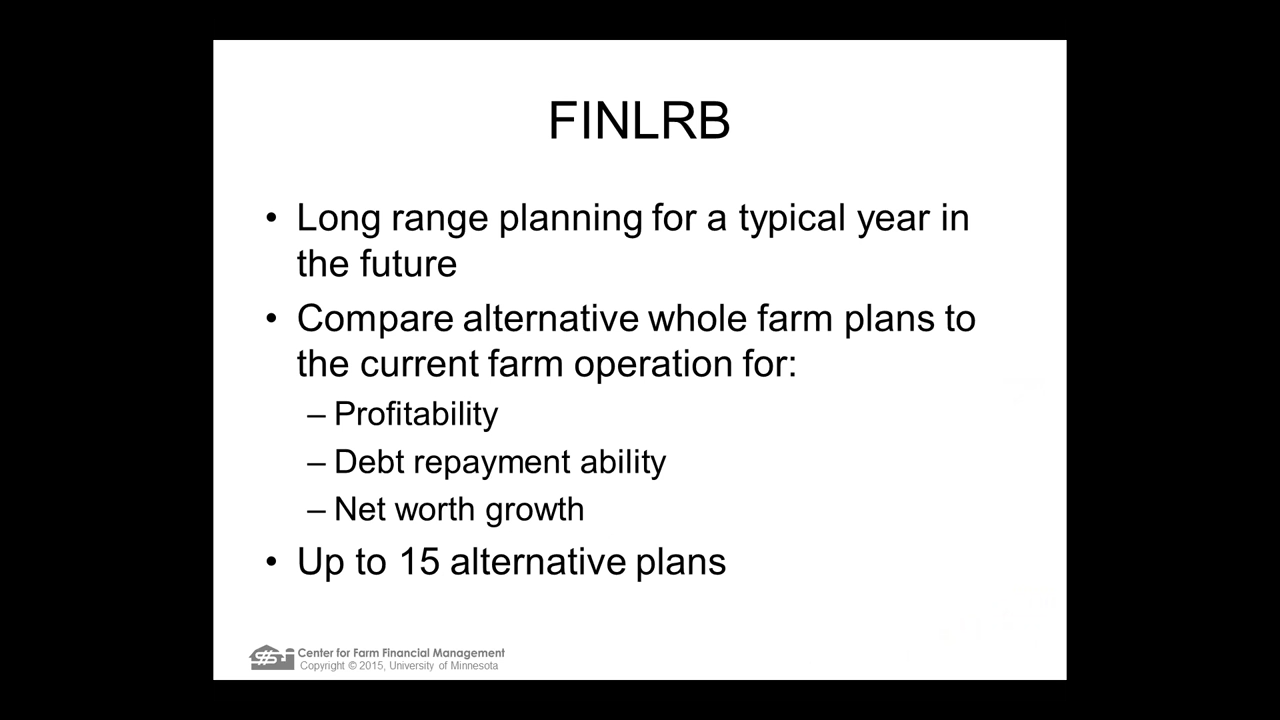 FINLRB
• Long range planning for a typical year in
the future
• Compare alternative whole farm plans to
the current farm operation for:
– Profitability
– Debt repayment ability
– Net worth growth
• Up to 15 alternative plans
Center for Farm Financial Management
Copyright © 2015, University of Minnesota